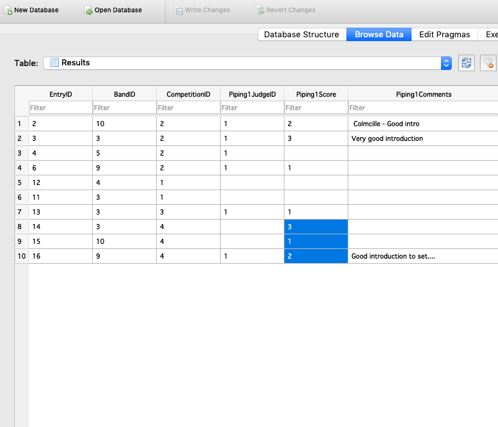 New Database Open Database Write Changes Revert Changes
Database Structure Browse Data Edit Pragmas Exe
Table: Results
EntryID BandID CompetitionID Piping1JudgeID Piping1Score Piping1Comments
Filter Filter Filter Filter Filter Filter
1 2 10 2 1 2 Colmcille - Good intro
2 3 3 2 1 3 Very good introduction
3 4 5 2 1
4 6 9 2 1 1
5 12 4 1
6 11 3 1
7 13 3 3 1 1
8 14 3 4 3
9 15 10 4 1
10 16 9 4 1 2 Good introduction to set....